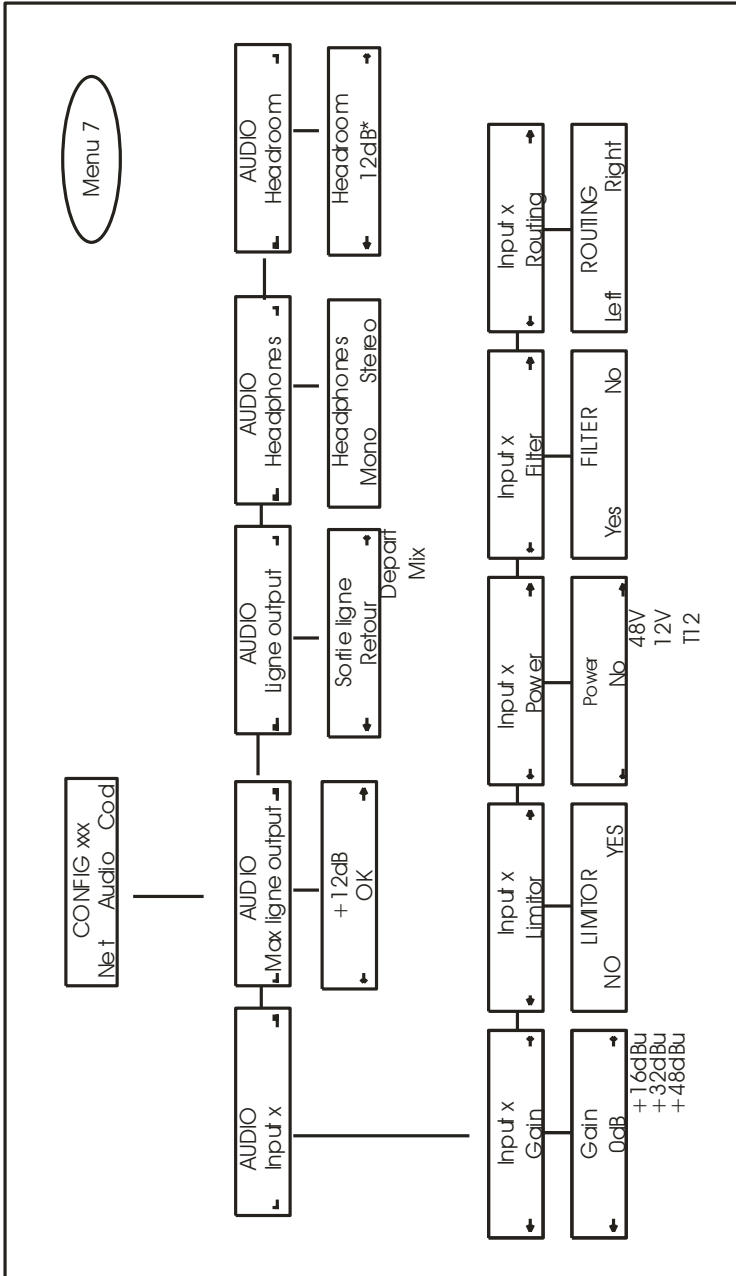 Menu 7
CONFIG xxx
Net Audio Cod
AUDIO
Input x
AUDIO
Max ligne output
AUDIO
Ligne output
AUDIO
Headphones
AUDIO
Headroom
+12dB
OK
Sortie ligne
Retour
Depart
Mix
Headphones
Mono Stereo
Headroom
12dB*
Input x
Gain
Input x
Limitor
Input x
Power
Input x
Filter
Input x
Routing
Gain
0dB
+16dBu
+32dBu
+48dBu
LIMITOR
NO YES
Power
No
48V
12V
T12
FILTER
Yes No
ROUTING
Left Right